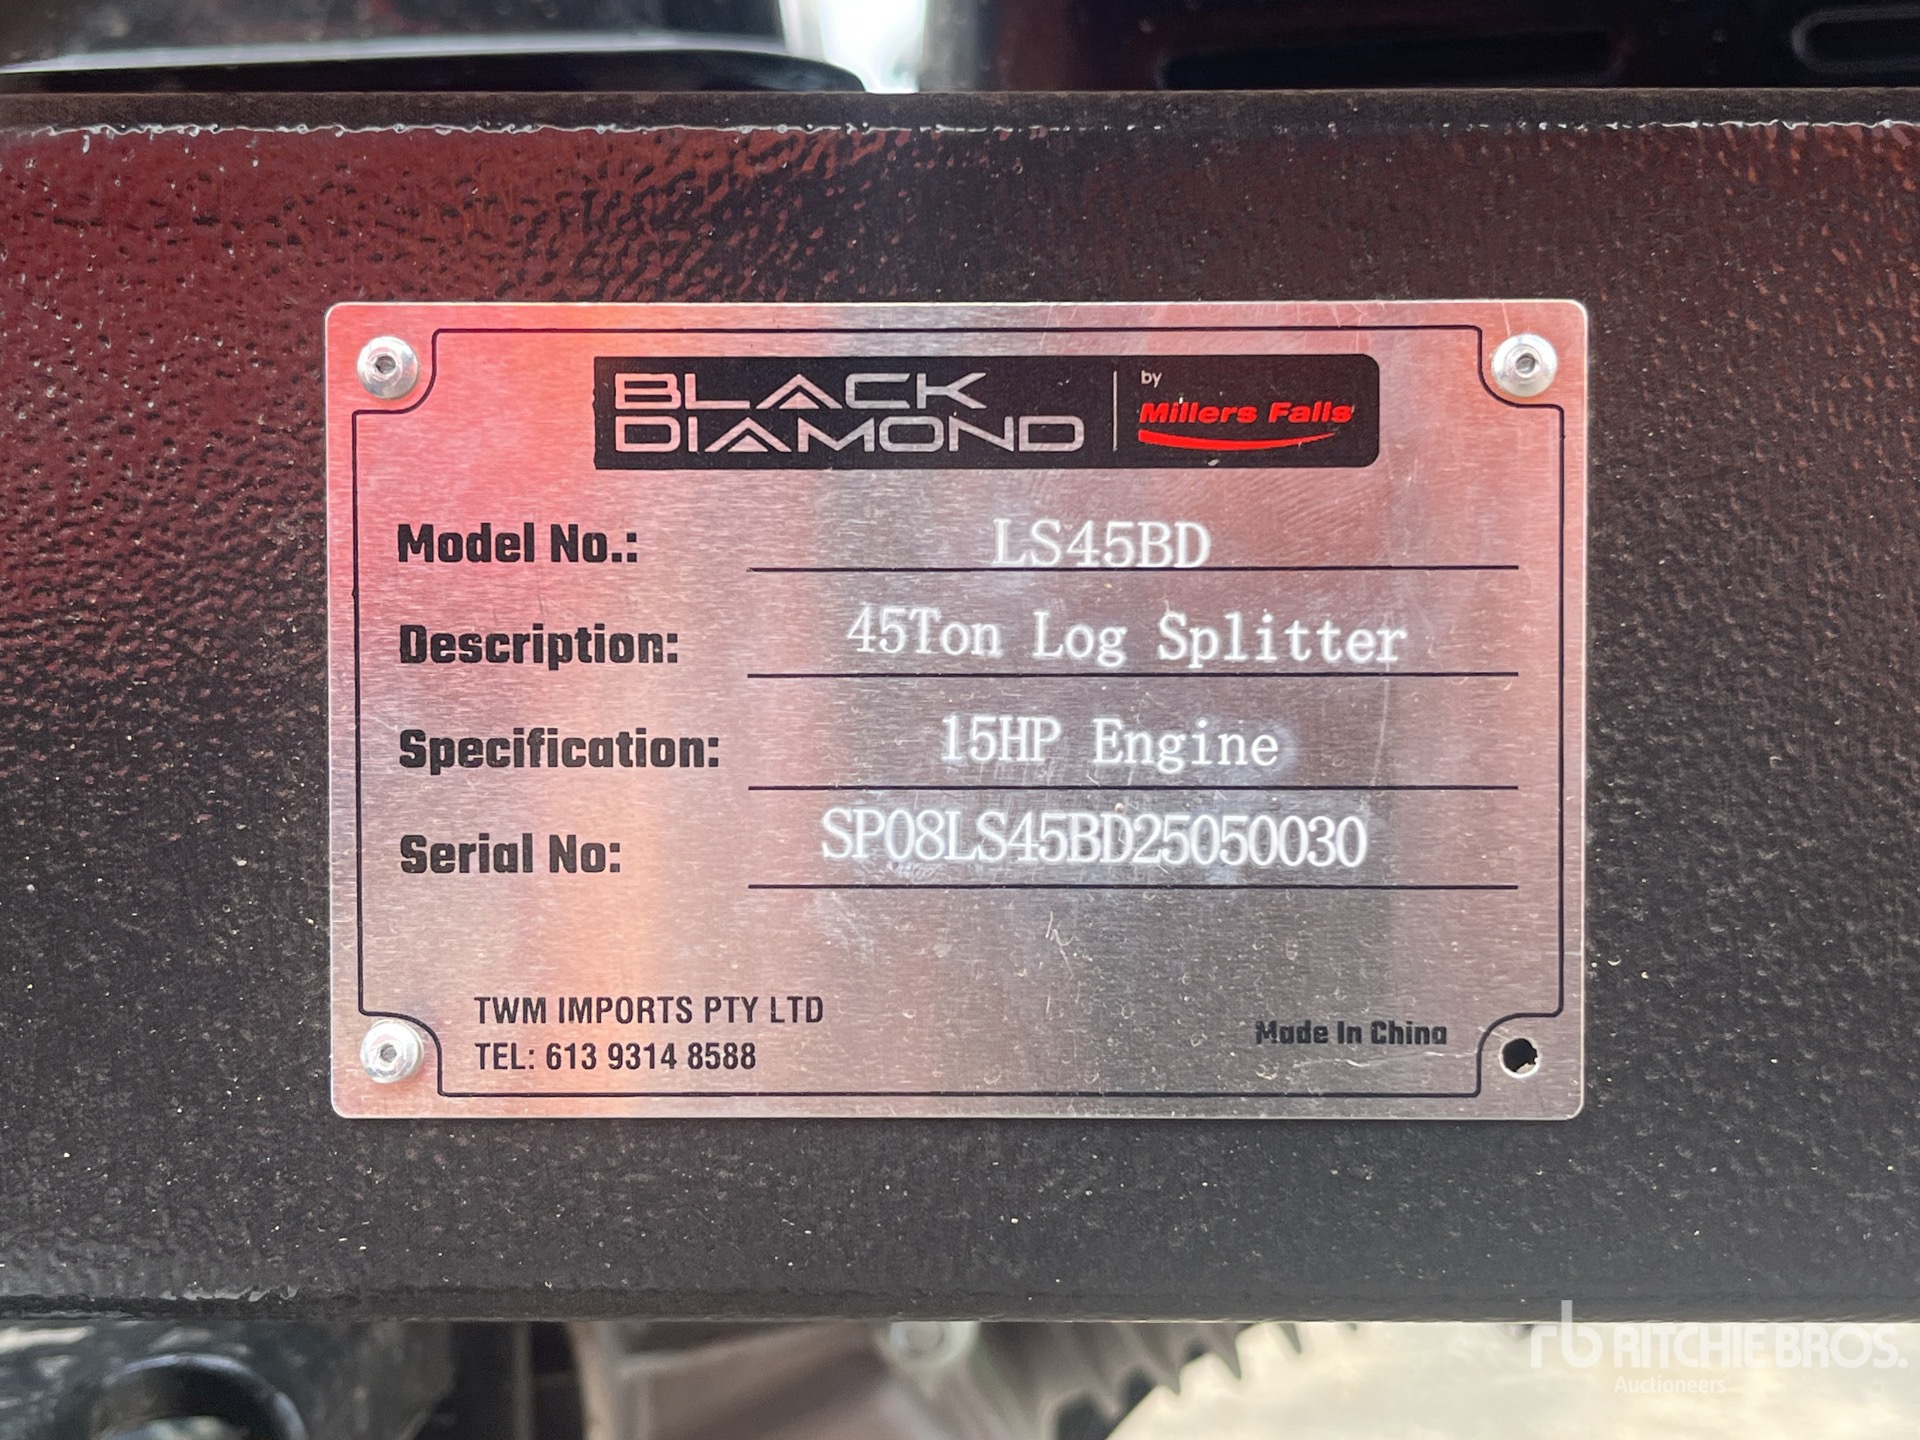 BLACK
DIAMOND
by
Millers Falls
Model No.: LS45BD
Description: 45Ton Log Splitter
Specification: 15HP Engine
Serial No: SP08LS45BD25050030
TWM IMPORTS PTY LTD
TEL: 613 9314 8588
Made In China
rb RITCHIE BROS.
Auctioneers